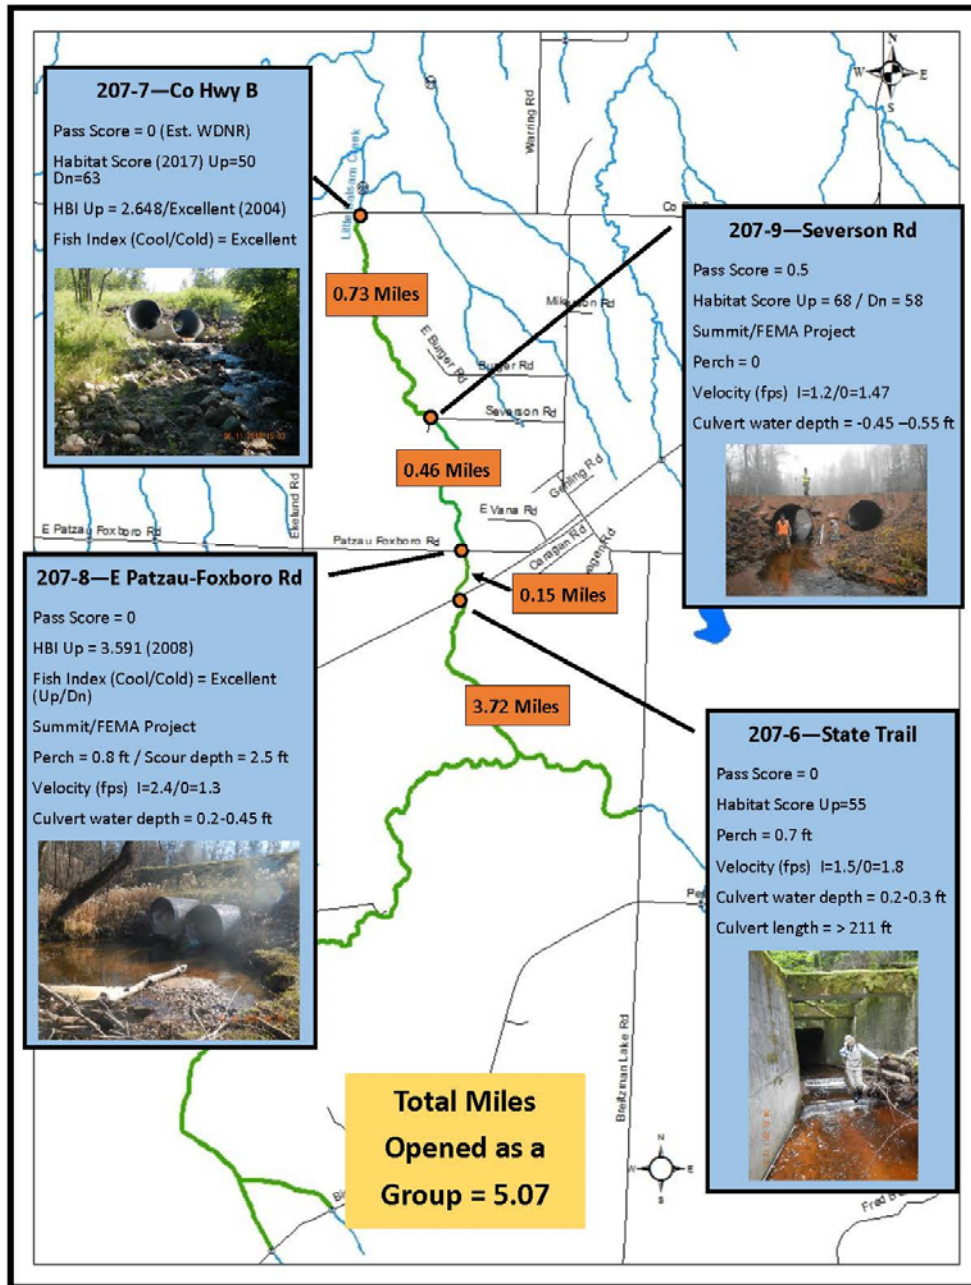 N
W E
S
207-7—Co Hwy B
Pass Score = 0 (Est. WDNR)
Habitat Score (2017) Up=50
Dn=63
HBI Up = 2.648/Excellent (2004)
Fish Index (Cool/Cold) = Excellent
Warring Rd
207-9—Severson Rd
Pass Score = 0.5
Habitat Score Up = 68 / Dn = 58
Summit/FEMA Project
Perch = 0
Velocity (fps) I=1.2/0=1.47
Culvert water depth = -0.45 –0.55 ft
0.73 Miles
E Burger Rd
Burger Rd
Severson Rd
0.46 Miles
Gehling Rd
E Vana Rd
Caragen Rd
Ekelund Rd
E Patzau Foxboro Rd
Patzau Foxboro Rd
0.15 Miles
207-8—E Patzau-Foxboro Rd
Pass Score = 0
HBI Up = 3.591 (2008)
Fish Index (Cool/Cold) = Excellent
(Up/Dn)
Summit/FEMA Project
Perch = 0.8 ft / Scour depth = 2.5 ft
Velocity (fps) I=2.4/0=1.3
Culvert water depth = 0.2-0.45 ft
3.72 Miles
207-6—State Trail
Pass Score = 0
Habitat Score Up=55
Perch = 0.7 ft
Velocity (fps) I=1.5/0=1.8
Culvert water depth = 0.2-0.3 ft
Culvert length = > 211 ft
Breitzman Lake Rd
Total Miles
Opened as a
Group = 5.07
N
W E
S